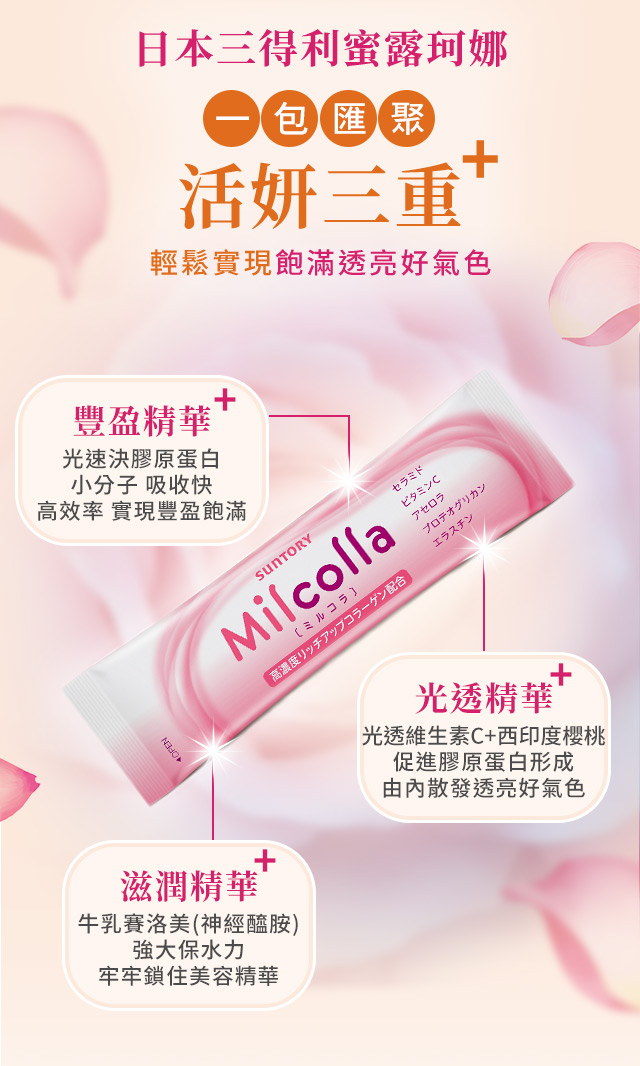 日本三得利蜜露珂娜
一包匯聚
活妍三重+
輕鬆實現飽滿透亮好氣色
豐盈精華+
光速決膠原蛋白
小分子 吸收快
高效率 實現豐盈飽滿
セラミド
ビタミンC
アセロラ
プロテオグリカン
エラスチン
SUNTORY
Milcolla
〔ミルコラ〕
高濃度リッチアップコラーゲン配合
OPEN
光透精華+
光透維生素C+西印度櫻桃
促進膠原蛋白形成
由內散發透亮好氣色
滋潤精華+
牛乳賽洛美(神經醯胺)
強大保水力
牢牢鎖住美容精華